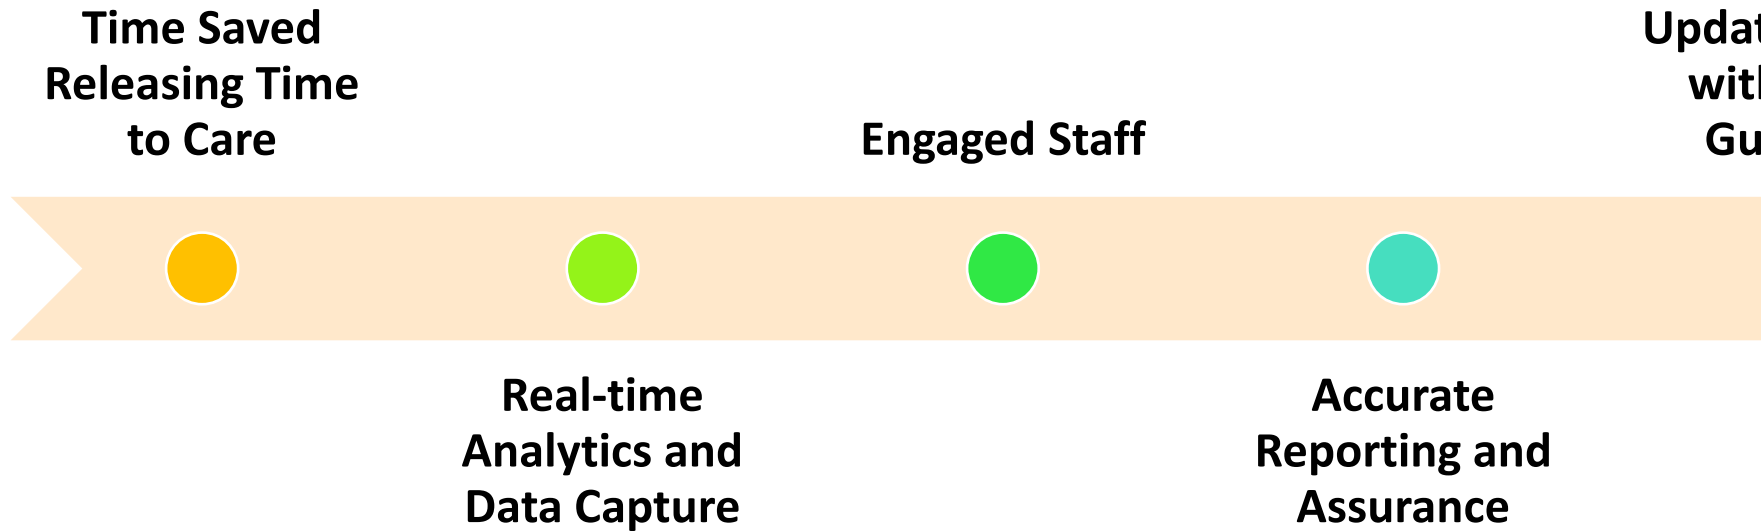 Time Saved
Releasing Time
to Care
Real-time
Analytics and
Data Capture
Engaged Staff
Accurate
Reporting and
Assurance